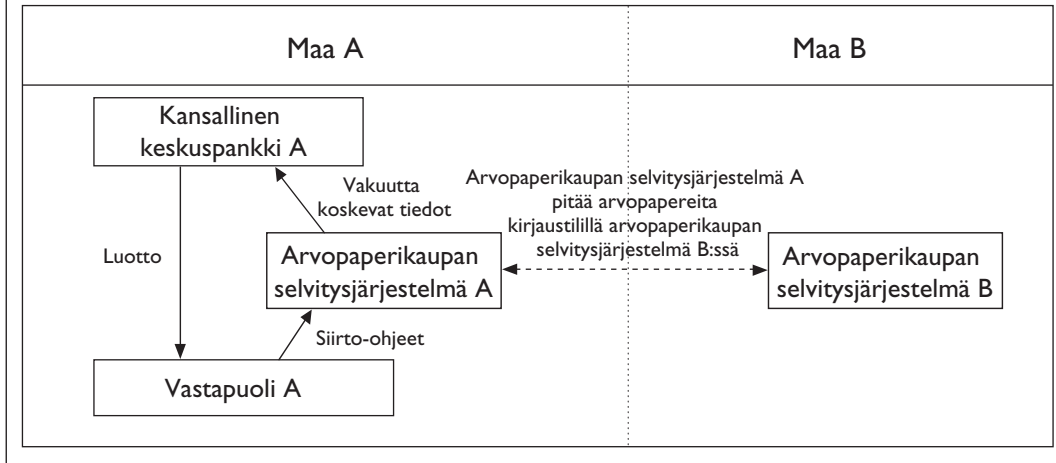 Maa A
Maa B
Kansallinen
keskuspankki A
Vakuutta
koskevat tiedot
Arvopaperikaupan selvitysjärjestelmä A
pitää arvopapereita
kirjaustilillä arvopaperikaupan
selvitysjärjestelmä B:ssä
Luotto
Arvopaperikaupan
selvitysjärjestelmä A
Arvopaperikaupan
selvitysjärjestelmä B
Siirto-ohjeet
Vastapuoli A